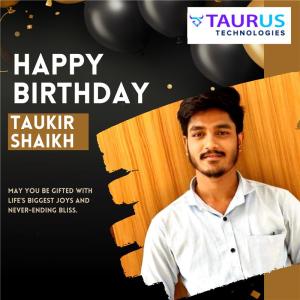 TAURUS
TECHNOLOGIES
HAPPY
BIRTHDAY
TAUKIR
SHAIKH
MAY YOU BE GIFTED WITH
LIFE'S BIGGEST JOYS AND
NEVER-ENDING BLISS.